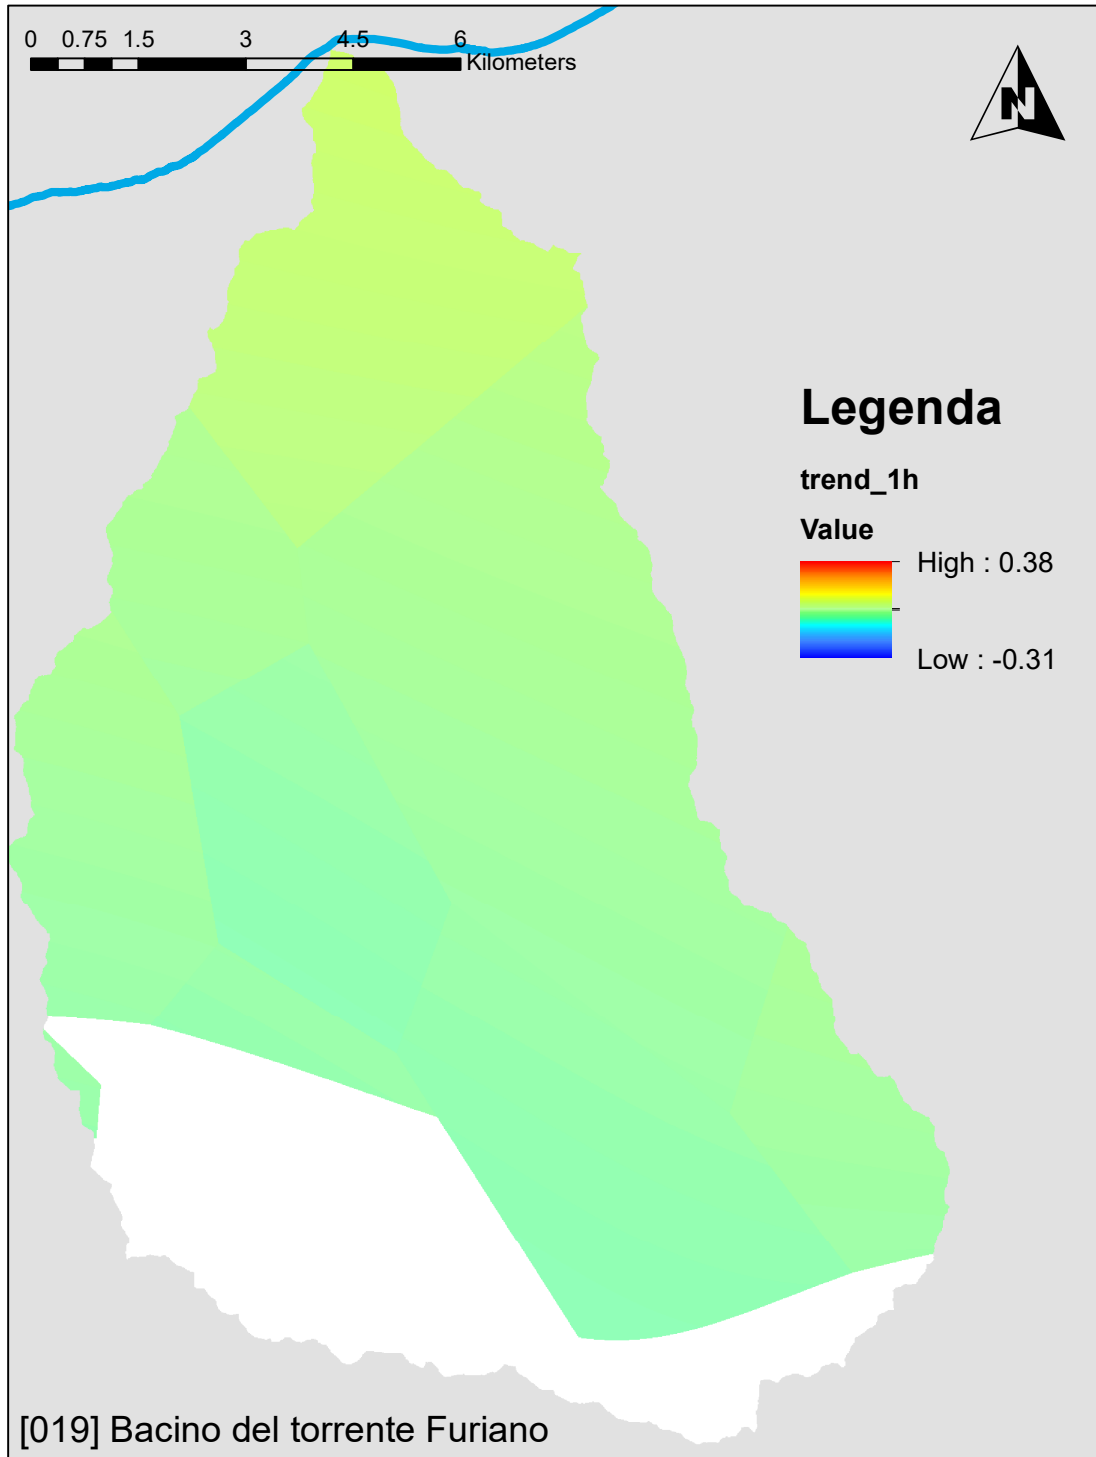 0 0.75 1.5 3 4.5 6
Kilometers
N
Legenda
trend_1h
Value
High : 0.38
Low : -0.31
[019] Bacino del torrente Furiano